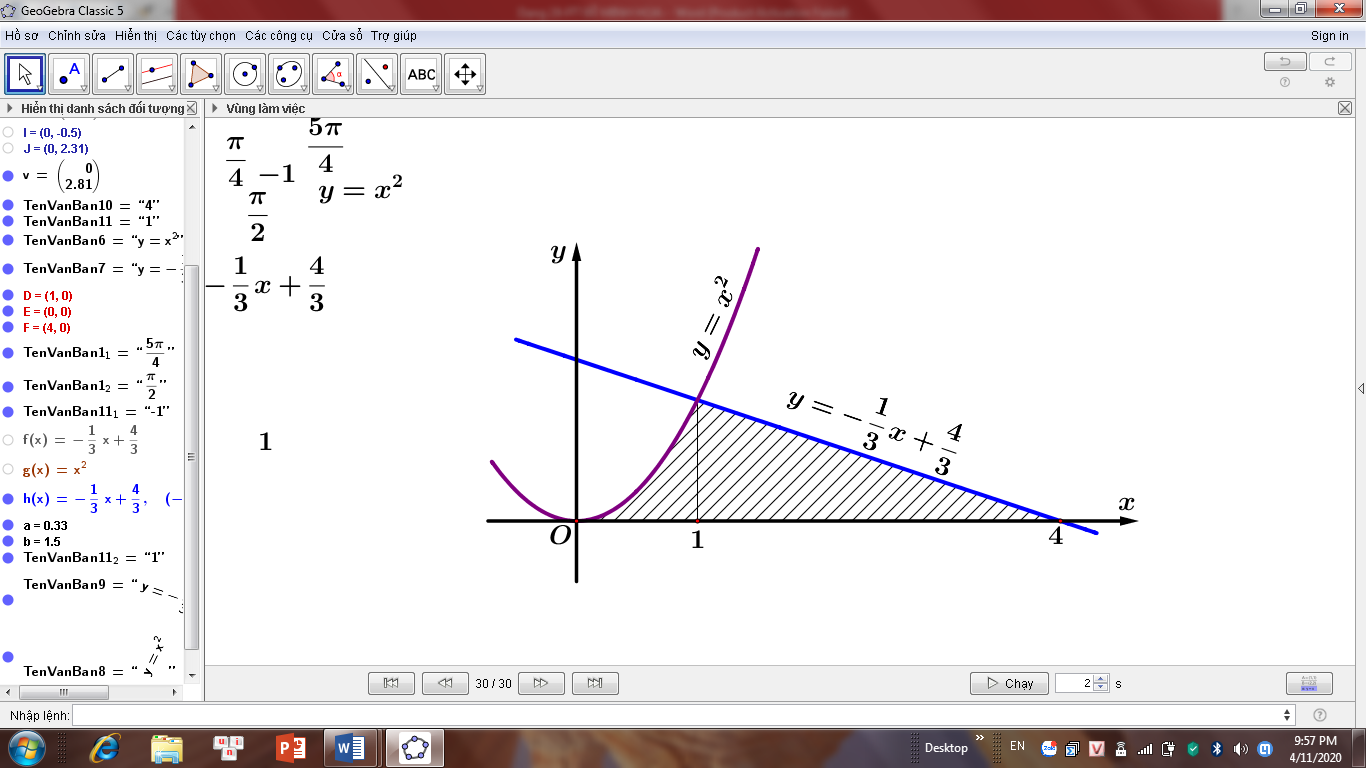 GeoGebra Classic 5
Hồ sơ Chỉnh sửa Hiển thị Các tùy chọn Các công cụ Cửa sổ Trợ giúp Sign in
A α ABC
Hiển thị danh sách đối tượng
Vùng làm việc
I = (0, -0.5)
J = (0, 2.31)
v = (0 2.81)
TenVanBan10 = “4”
TenVanBan11 = “1”
TenVanBan6 = “y = x²”
TenVanBan7 = “y = −
D = (1, 0)
E = (0, 0)
F = (4, 0)
TenVanBan1₁ = “5π/4”
TenVanBan1₂ = “π/2”
TenVanBan11₁ = “-1”
f(x) = −1/3 x + 4/3
g(x) = x²
h(x) = −1/3 x + 4/3, (−
a = 0.33
b = 1.5
TenVanBan11₂ = “1”
TenVanBan9 = “y = −
TenVanBan8 = “y = x²”
π/4
−1
5π/4
y = x²
π/2
−1/3 x + 4/3
1
y
y = x²
y = −1/3 x + 4/3
x
O
1
4
30 / 30
Chạy
2 s
Nhập lệnh:
Desktop
EN
9:57 PM
4/11/2020